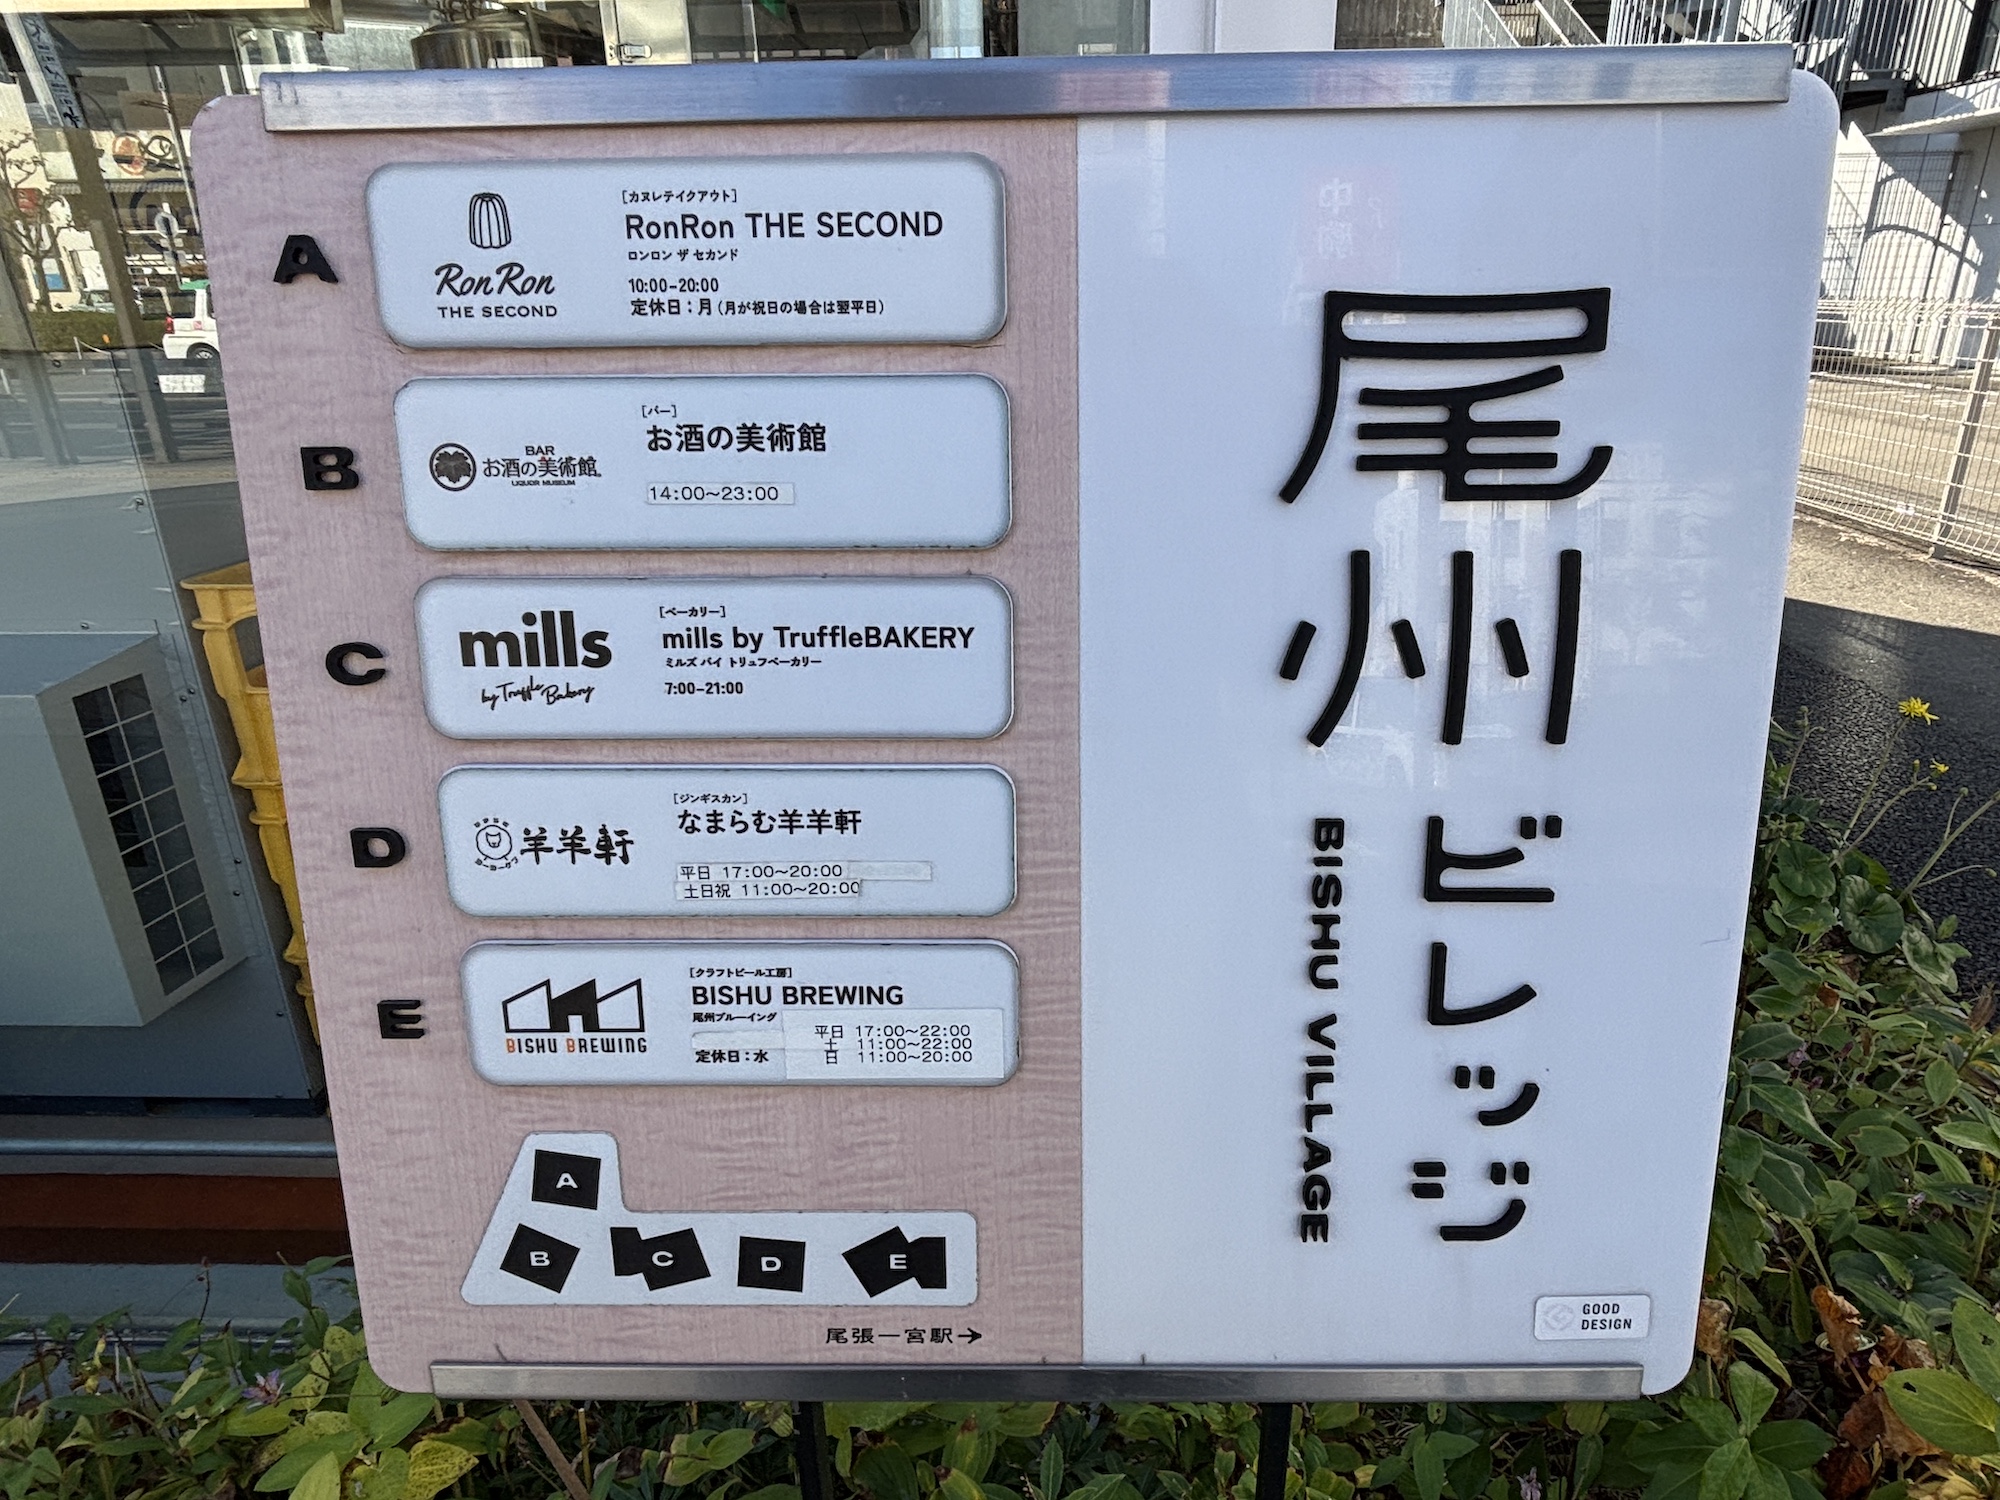 A
RonRon
THE SECOND
[カヌレテイクアウト]
RonRon THE SECOND
ロンロン ザ セカンド
10:00-20:00
定休日：月（月が祝日の場合は翌平日）
B
BAR
お酒の美術館
LIQUOR MUSEUM
[バー]
お酒の美術館
14:00～23:00
C
mills
by Truffle Bakery
[ベーカリー]
mills by TruffleBAKERY
ミルズ バイ トリュフベーカリー
7:00-21:00
D
羊羊軒
[ジンギスカン]
なまらむ羊羊軒
平日 17:00～20:00
土日祝 11:00～20:00
E
BISHU BREWING
[クラフトビール工房]
BISHU BREWING
尾州ブルーイング
定休日：水
平日 17:00～22:00
土 11:00～22:00
日 11:00～20:00
A
B
C
D
E
尾張一宮駅→
尾州ビレッジ
BISHU VILLAGE
GOOD
DESIGN